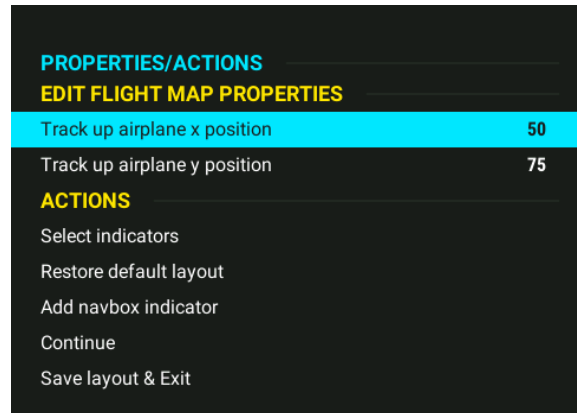 PROPERTIES/ACTIONS
EDIT FLIGHT MAP PROPERTIES
Track up airplane x position 50
Track up airplane y position 75
ACTIONS
Select indicators
Restore default layout
Add navbox indicator
Continue
Save layout & Exit